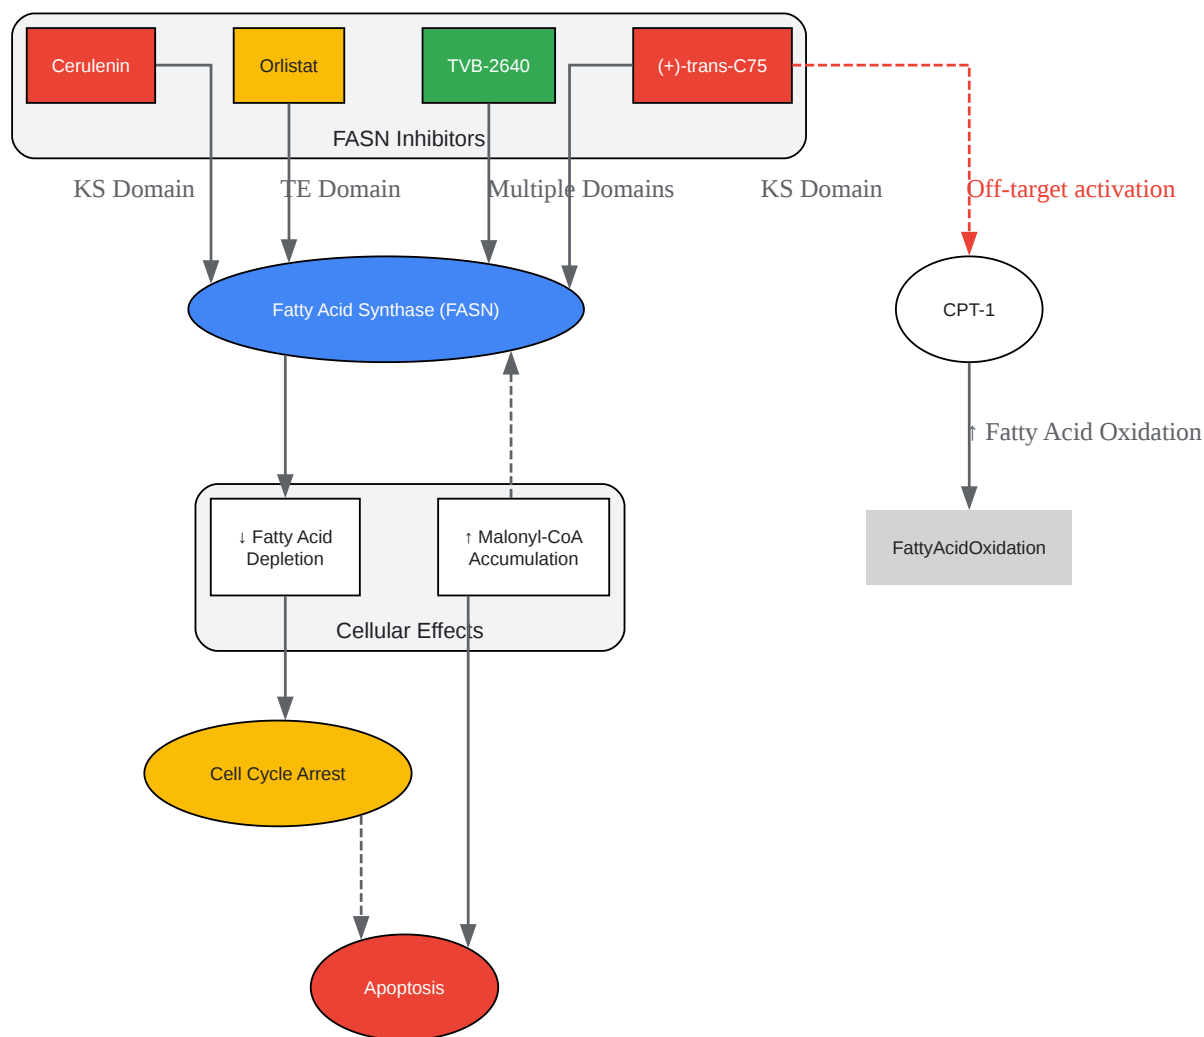 Cerulenin
Orlistat
TVB-2640
(+)-trans-C75
FASN Inhibitors
KS Domain
TE Domain
Multiple Domains
KS Domain
Off-target activation
Fatty Acid Synthase (FASN)
CPT-1
↑ Fatty Acid Oxidation
↓ Fatty Acid
Depletion
↑ Malonyl-CoA
Accumulation
FattyAcidOxidation
Cellular Effects
Cell Cycle Arrest
Apoptosis